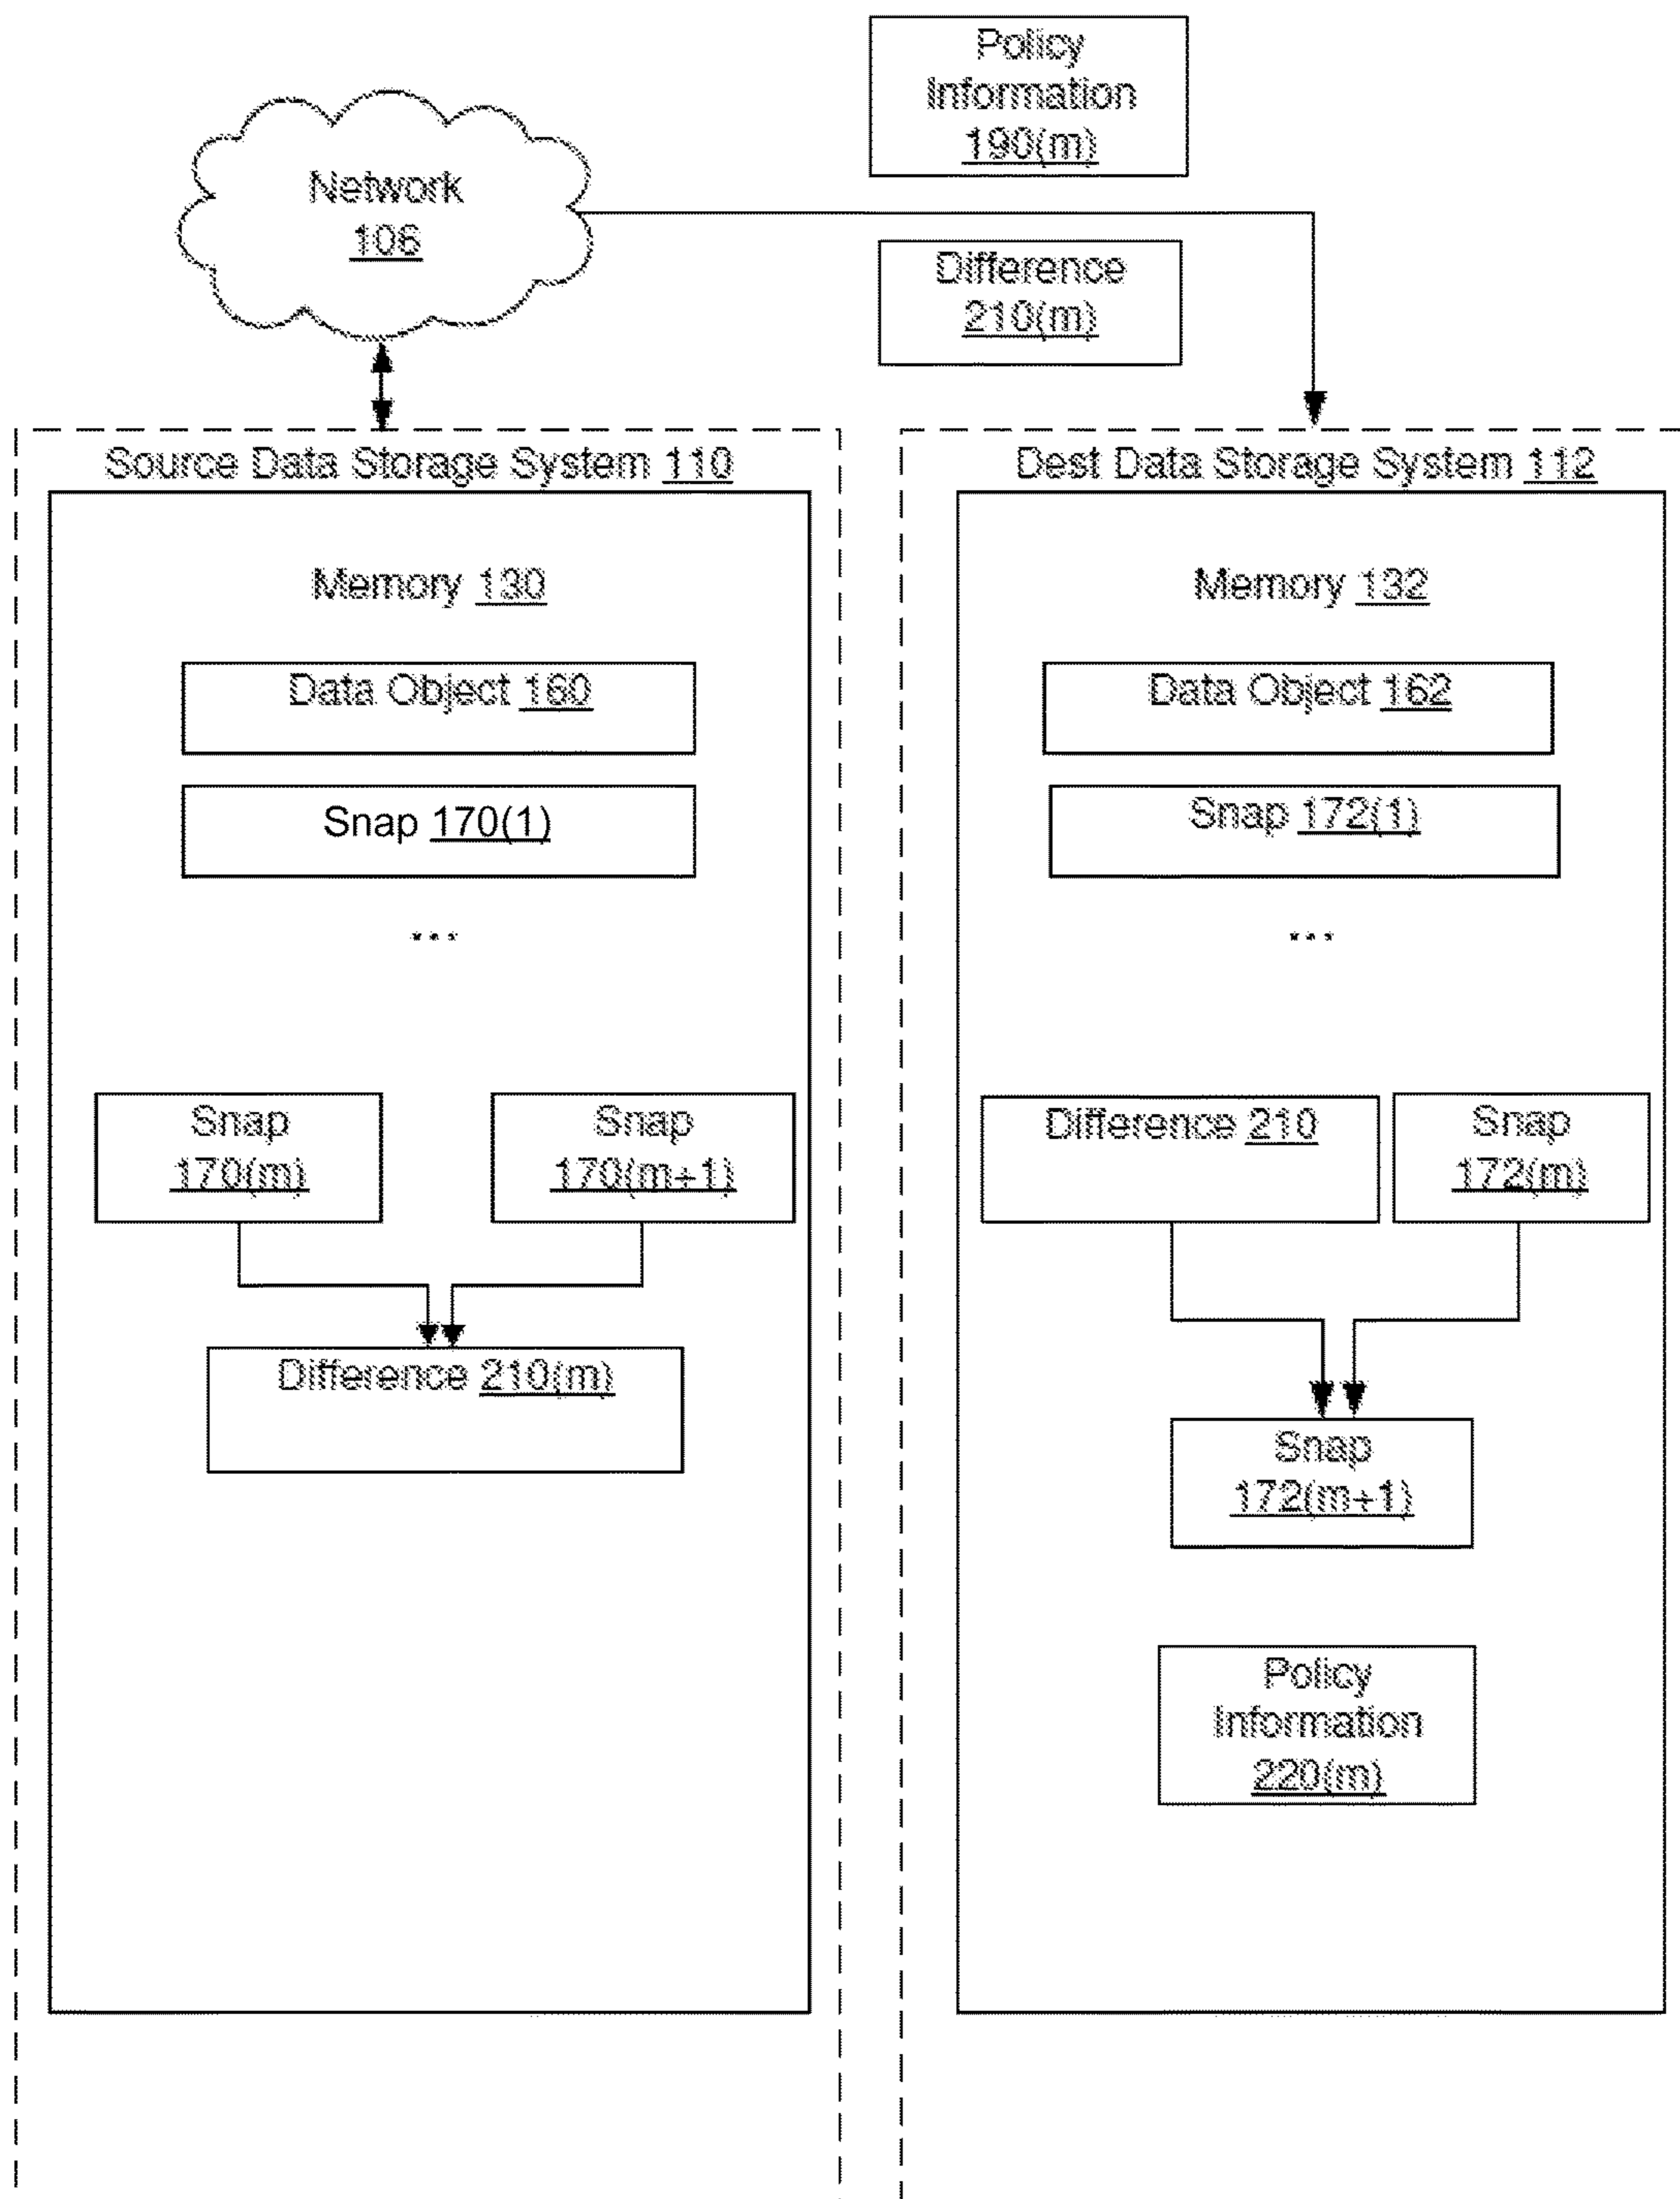 Policy
Information
190(m)
Network
106
Difference
210(m)
Source Data Storage System 110
Memory 130
Data Object 160
Snap 170(1)
...
Snap
170(m)
Snap
170(m+1)
Difference 210(m)
Dest Data Storage System 112
Memory 132
Data Object 162
Snap 172(1)
...
Difference 210
Snap
172(m)
Snap
172(m+1)
Policy
Information
220(m)